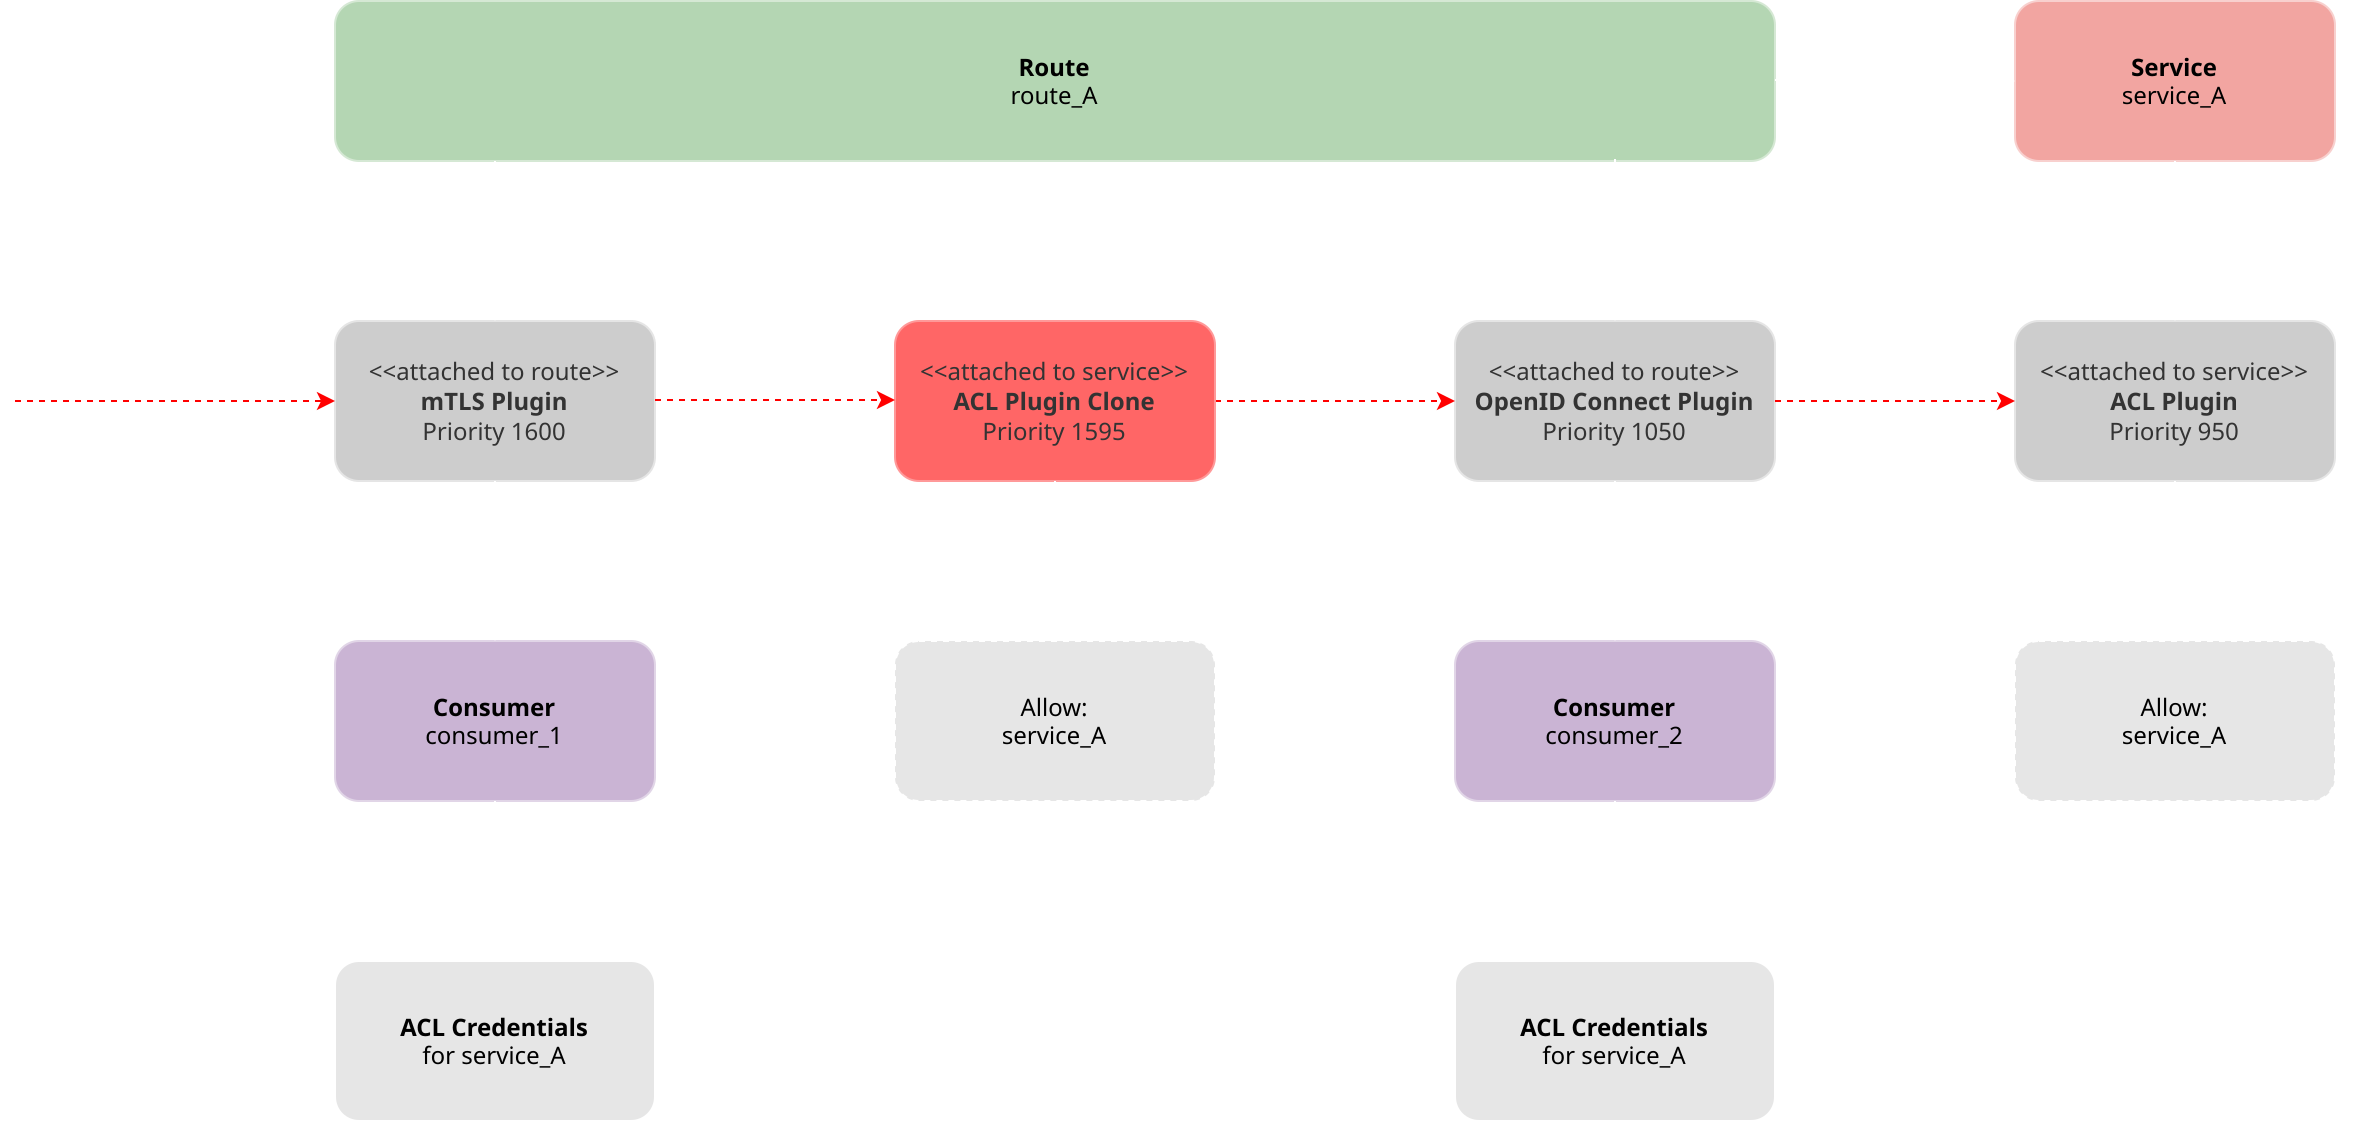 Route
route_A
Service
service_A
<<attached to route>>
mTLS Plugin
Priority 1600
<<attached to service>>
ACL Plugin Clone
Priority 1595
<<attached to route>>
OpenID Connect Plugin
Priority 1050
<<attached to service>>
ACL Plugin
Priority 950
Consumer
consumer_1
Allow:
service_A
Consumer
consumer_2
Allow:
service_A
ACL Credentials
for service_A
ACL Credentials
for service_A